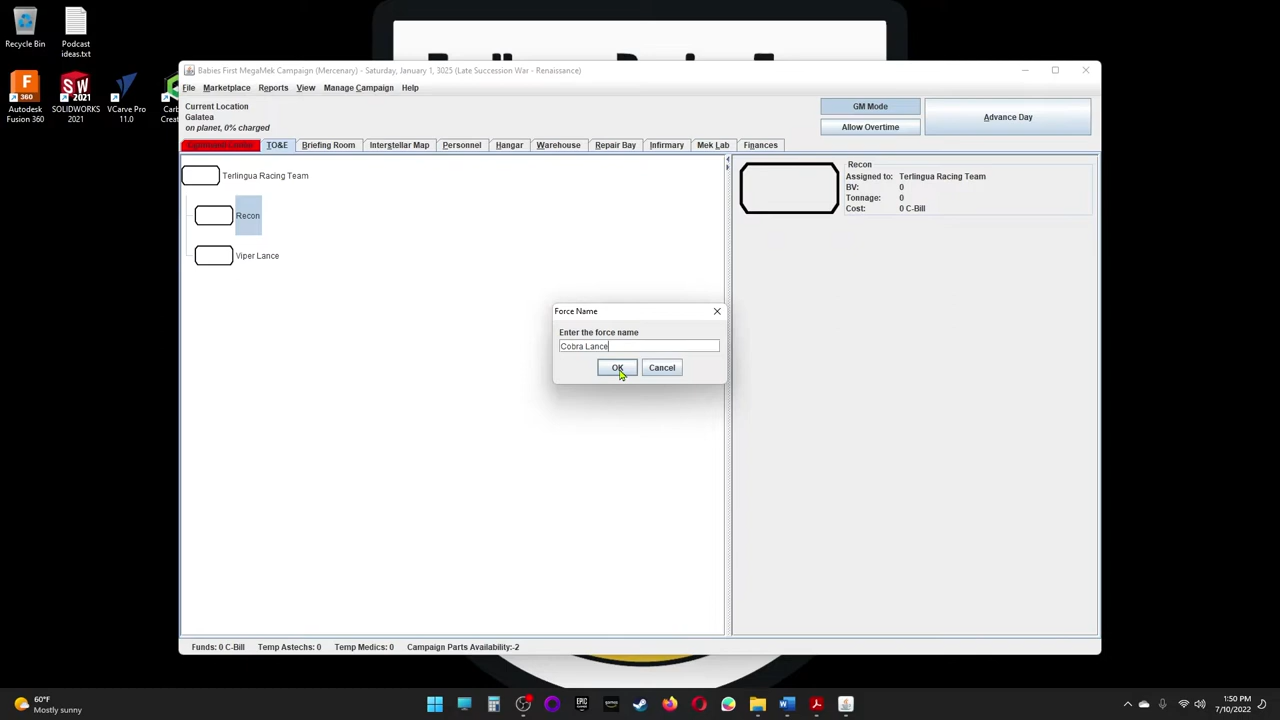 Recycle Bin
Podcast
ideas.txt
Autodesk
Fusion 360
SOLIDWORKS
2021
VCarve Pro
11.0
Babies First MegaMek Campaign (Mercenary) - Saturday, January 1, 3025 (Late Succession War - Renaissance)
File Marketplace Reports View Manage Campaign Help
Current Location
Galatea
on planet, 0% charged
GM Mode
Allow Overtime
Advance Day
Command Center TO&E Briefing Room Interstellar Map Personnel Hangar Warehouse Repair Bay Infirmary Mek Lab Finances
Terlingua Racing Team
Recon
Viper Lance
Recon
Assigned to: Terlingua Racing Team
BV: 0
Tonnage: 0
Cost: 0 C-Bill
Force Name
Enter the force name
Cobra Lance
OK Cancel
Funds: 0 C-Bill Temp Astechs: 0 Temp Medics: 0 Campaign Parts Availability:-2
60°F
Mostly sunny
1:50 PM
7/10/2022